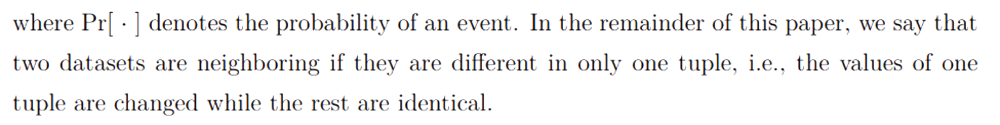 where Pr[ · ] denotes the probability of an event. In the remainder of this paper, we say that
two datasets are neighboring if they are different in only one tuple, i.e., the values of one
tuple are changed while the rest are identical.